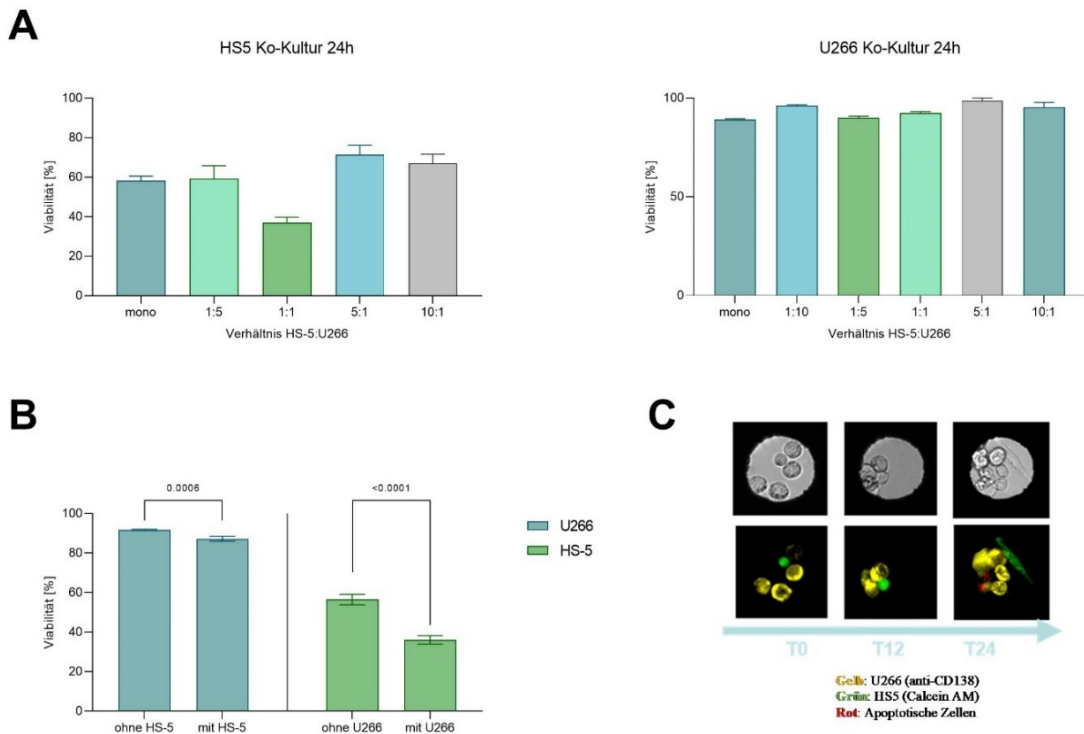 A
HS5 Ko-Kultur 24h
100
80
60
40
20
0
Viabilität [%]
mono 1:5 1:1 5:1 10:1
Verhältnis HS-5:U266
U266 Ko-Kultur 24h
100
50
0
Viabilität [%]
mono 1:10 1:5 1:1 5:1 10:1
Verhältnis HS-5:U266
B
0.0006
<0.0001
100
80
60
40
20
0
Viabilität [%]
ohne HS-5 mit HS-5 ohne U266 mit U266
U266
HS-5
C
T0 T12 T24
Gelb: U266 (anti-CD138)
Grün: HS5 (Calcein AM)
Rot: Apoptotische Zellen